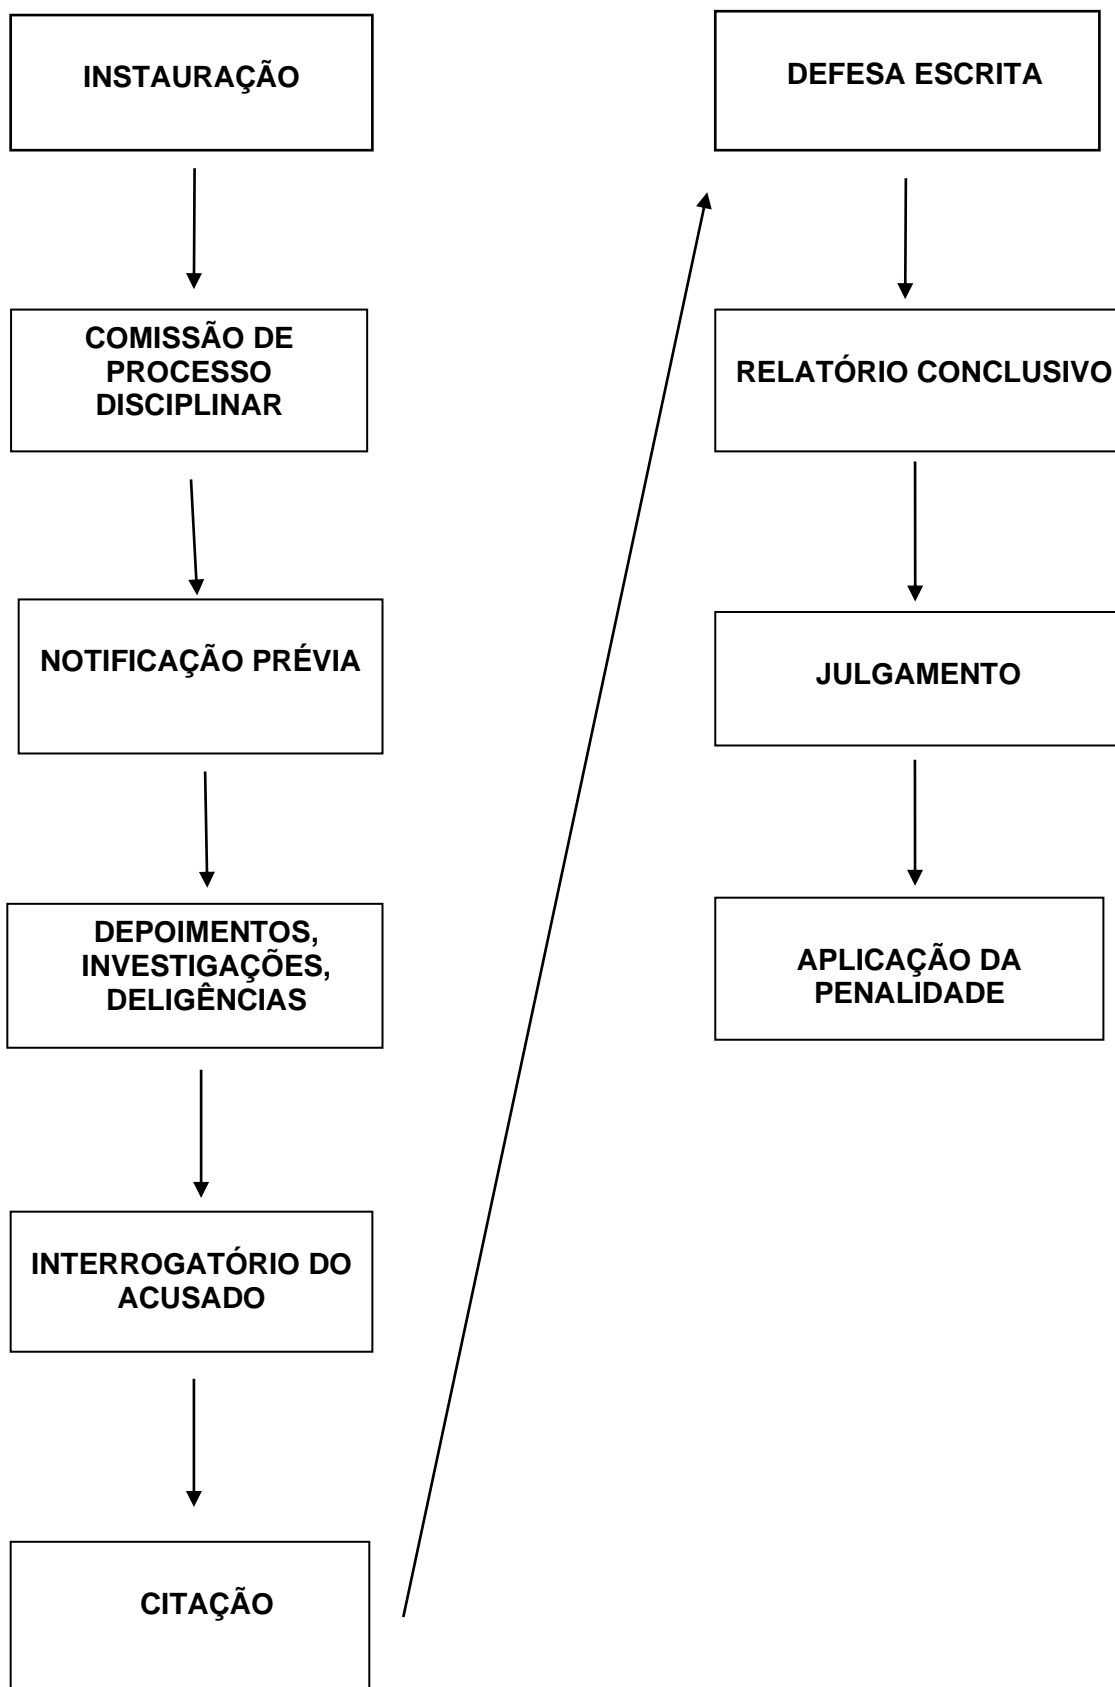 INSTAURAÇÃO
COMISSÃO DE
PROCESSO
DISCIPLINAR
NOTIFICAÇÃO PRÉVIA
DEPOIMENTOS,
INVESTIGAÇÕES,
DELIGÊNCIAS
INTERROGATÓRIO DO
ACUSADO
CITAÇÃO
DEFESA ESCRITA
RELATÓRIO CONCLUSIVO
JULGAMENTO
APLICAÇÃO DA
PENALIDADE